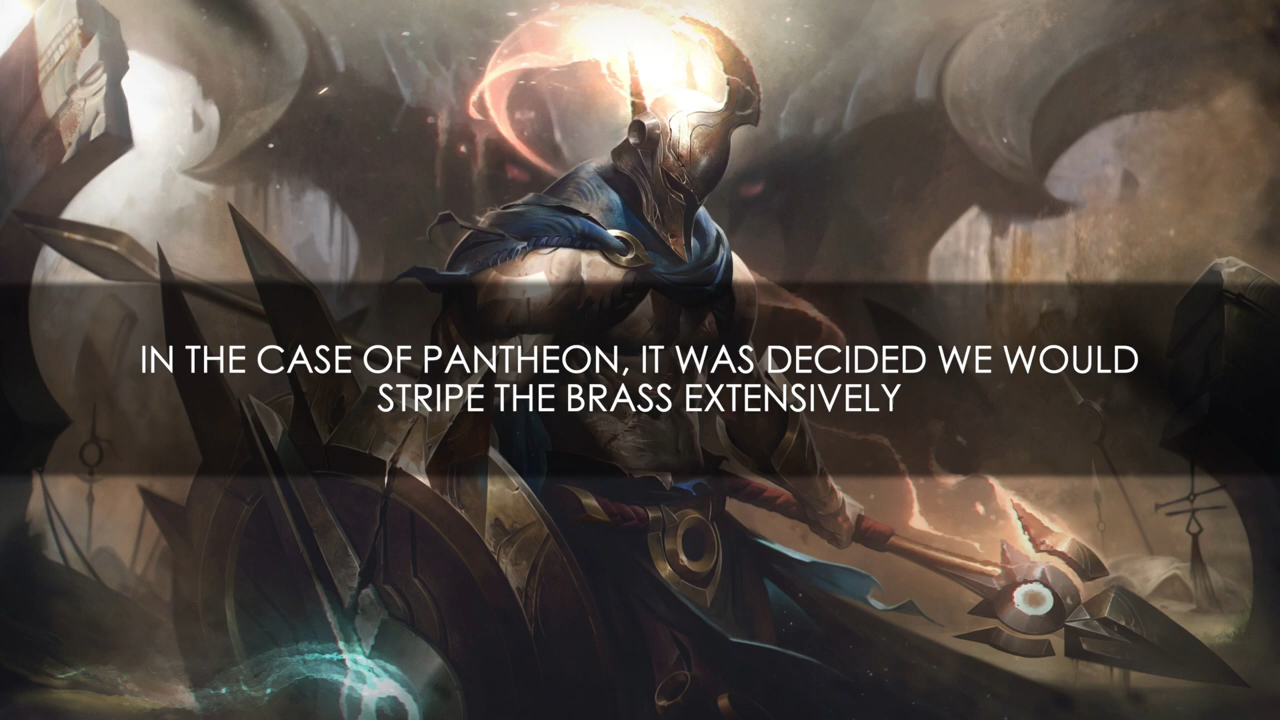 IN THE CASE OF PANTHEON, IT WAS DECIDED WE WOULD
STRIPE THE BRASS EXTENSIVELY